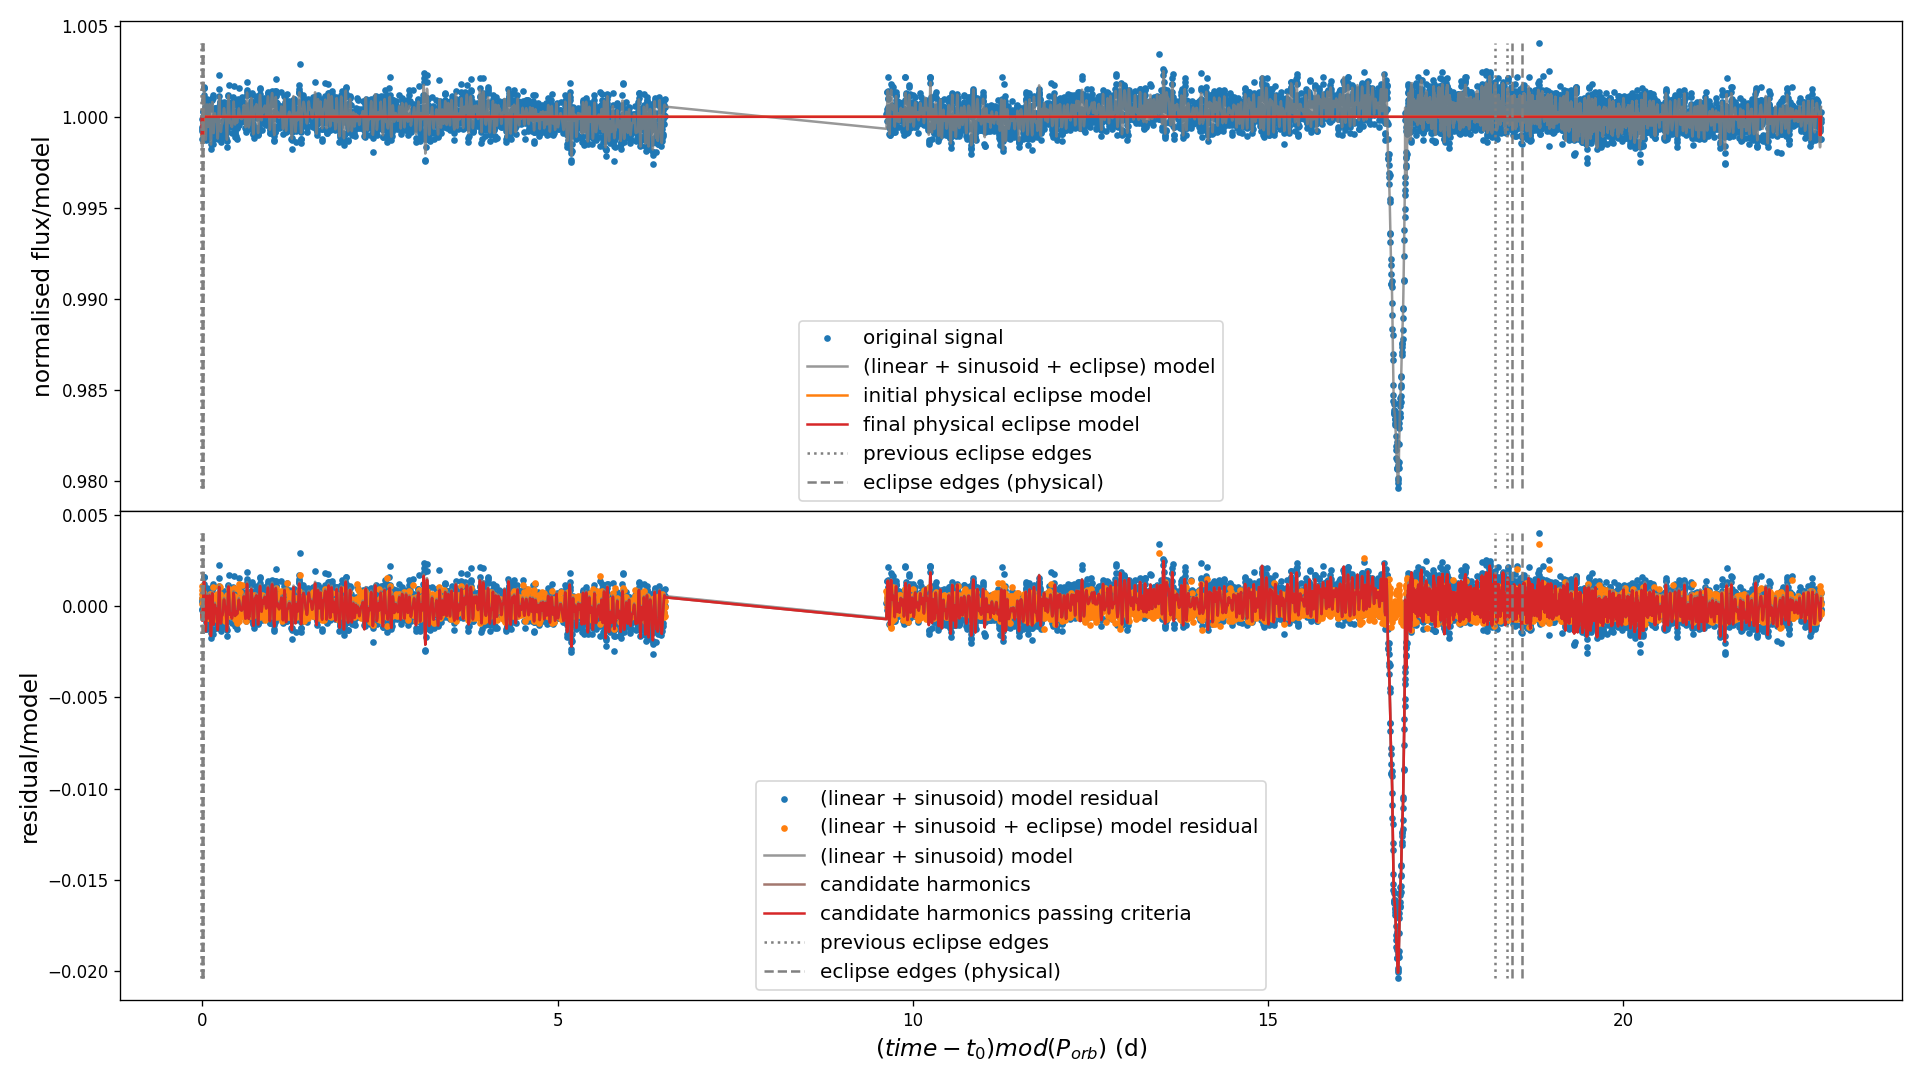 1.005
1.000
0.995
0.990
0.985
0.980
normalised flux/model
original signal
(linear + sinusoid + eclipse) model
initial physical eclipse model
final physical eclipse model
previous eclipse edges
eclipse edges (physical)
0.005
0.000
−0.005
−0.010
−0.015
−0.020
residual/model
(linear + sinusoid) model residual
(linear + sinusoid + eclipse) model residual
(linear + sinusoid) model
candidate harmonics
candidate harmonics passing criteria
previous eclipse edges
eclipse edges (physical)
0 5 10 15 20
(time − t₀)mod(Pₒᵣᵦ) (d)